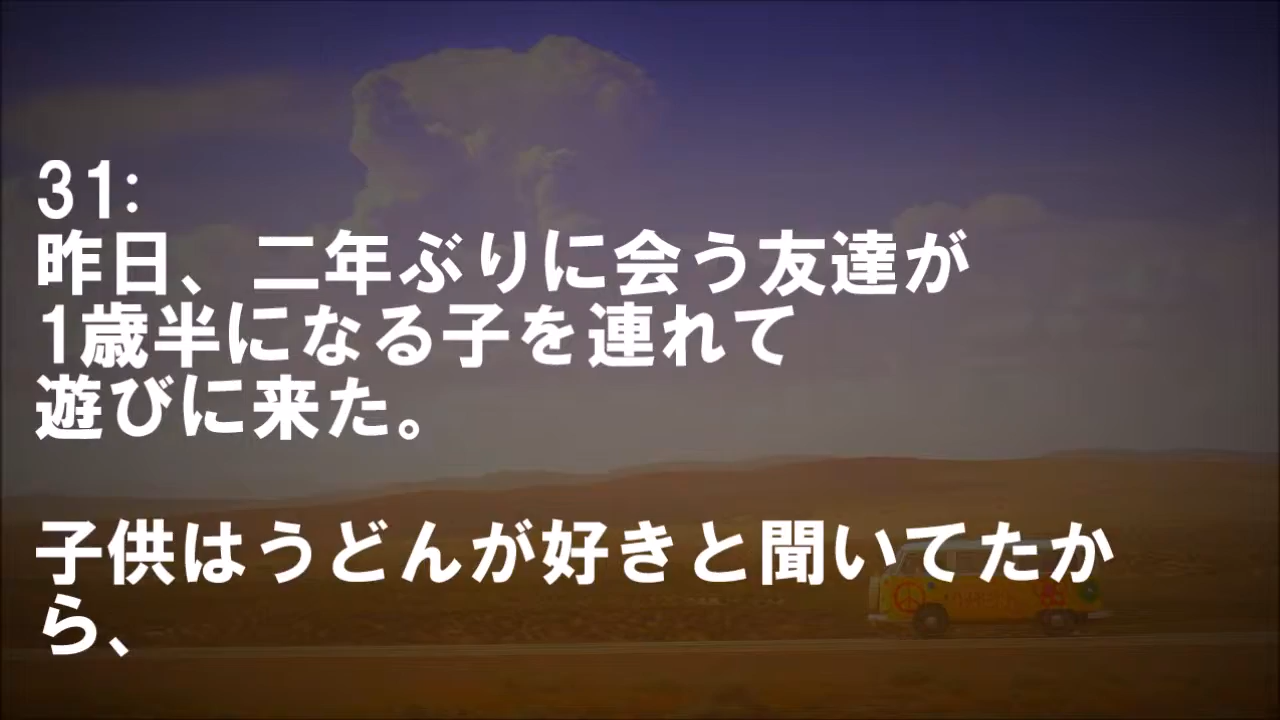 31:
昨日、二年ぶりに会う友達が
1歳半になる子を連れて
遊びに来た。
子供はうどんが好きと聞いてたか
ら、